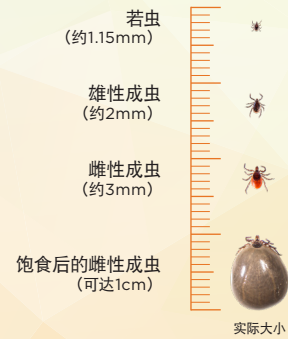 若虫
（约1.15mm）
雄性成虫
（约2mm）
雌性成虫
（约3mm）
饱食后的雌性成虫
（可达1cm）
实际大小